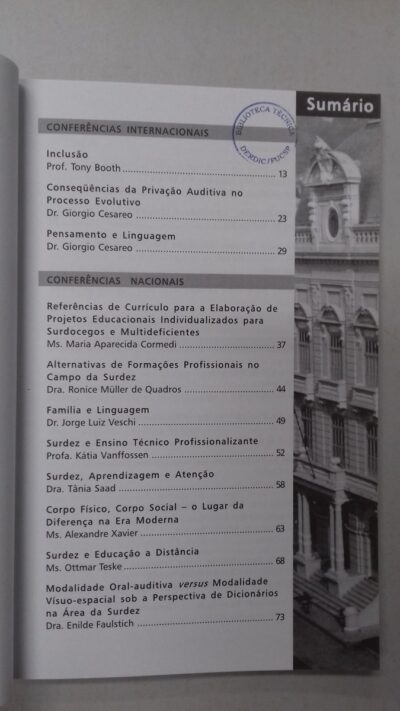 Sumário
BIBLIOTECA TÉCNICA
DERDIC/PUCSP
CONFERÊNCIAS INTERNACIONAIS
Inclusão
Prof. Tony Booth 13
Conseqüências da Privação Auditiva no
Processo Evolutivo
Dr. Giorgio Cesareo 23
Pensamento e Linguagem
Dr. Giorgio Cesareo 29
CONFERÊNCIAS NACIONAIS
Referências de Currículo para a Elaboração de
Projetos Educacionais Individualizados para
Surdocegos e Multideficientes
Ms. Maria Aparecida Cormedi 37
Alternativas de Formações Profissionais no
Campo da Surdez
Dra. Ronice Müller de Quadros 44
Família e Linguagem
Dr. Jorge Luiz Veschi 49
Surdez e Ensino Técnico Profissionalizante
Profa. Kátia Vanffossen 52
Surdez, Aprendizagem e Atenção
Dra. Tânia Saad 58
Corpo Físico, Corpo Social – o Lugar da
Diferença na Era Moderna
Ms. Alexandre Xavier 63
Surdez e Educação a Distância
Ms. Ottmar Teske 68
Modalidade Oral-auditiva versus Modalidade
Vísuo-espacial sob a Perspectiva de Dicionários
na Área da Surdez
Dra. Enilde Faulstich 73